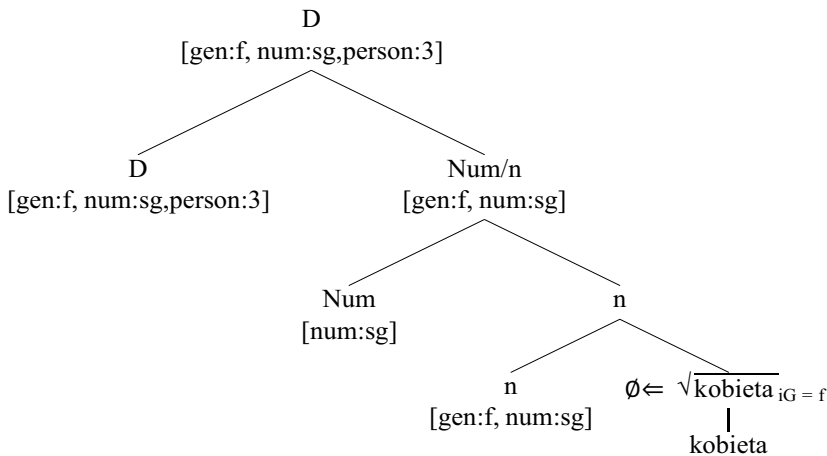 D
[gen:f, num:sg,person:3]
D Num/n
[gen:f, num:sg,person:3] [gen:f, num:sg]
Num n
[num:sg]
n ∅⇐ √kobieta iG = f
[gen:f, num:sg]
kobieta